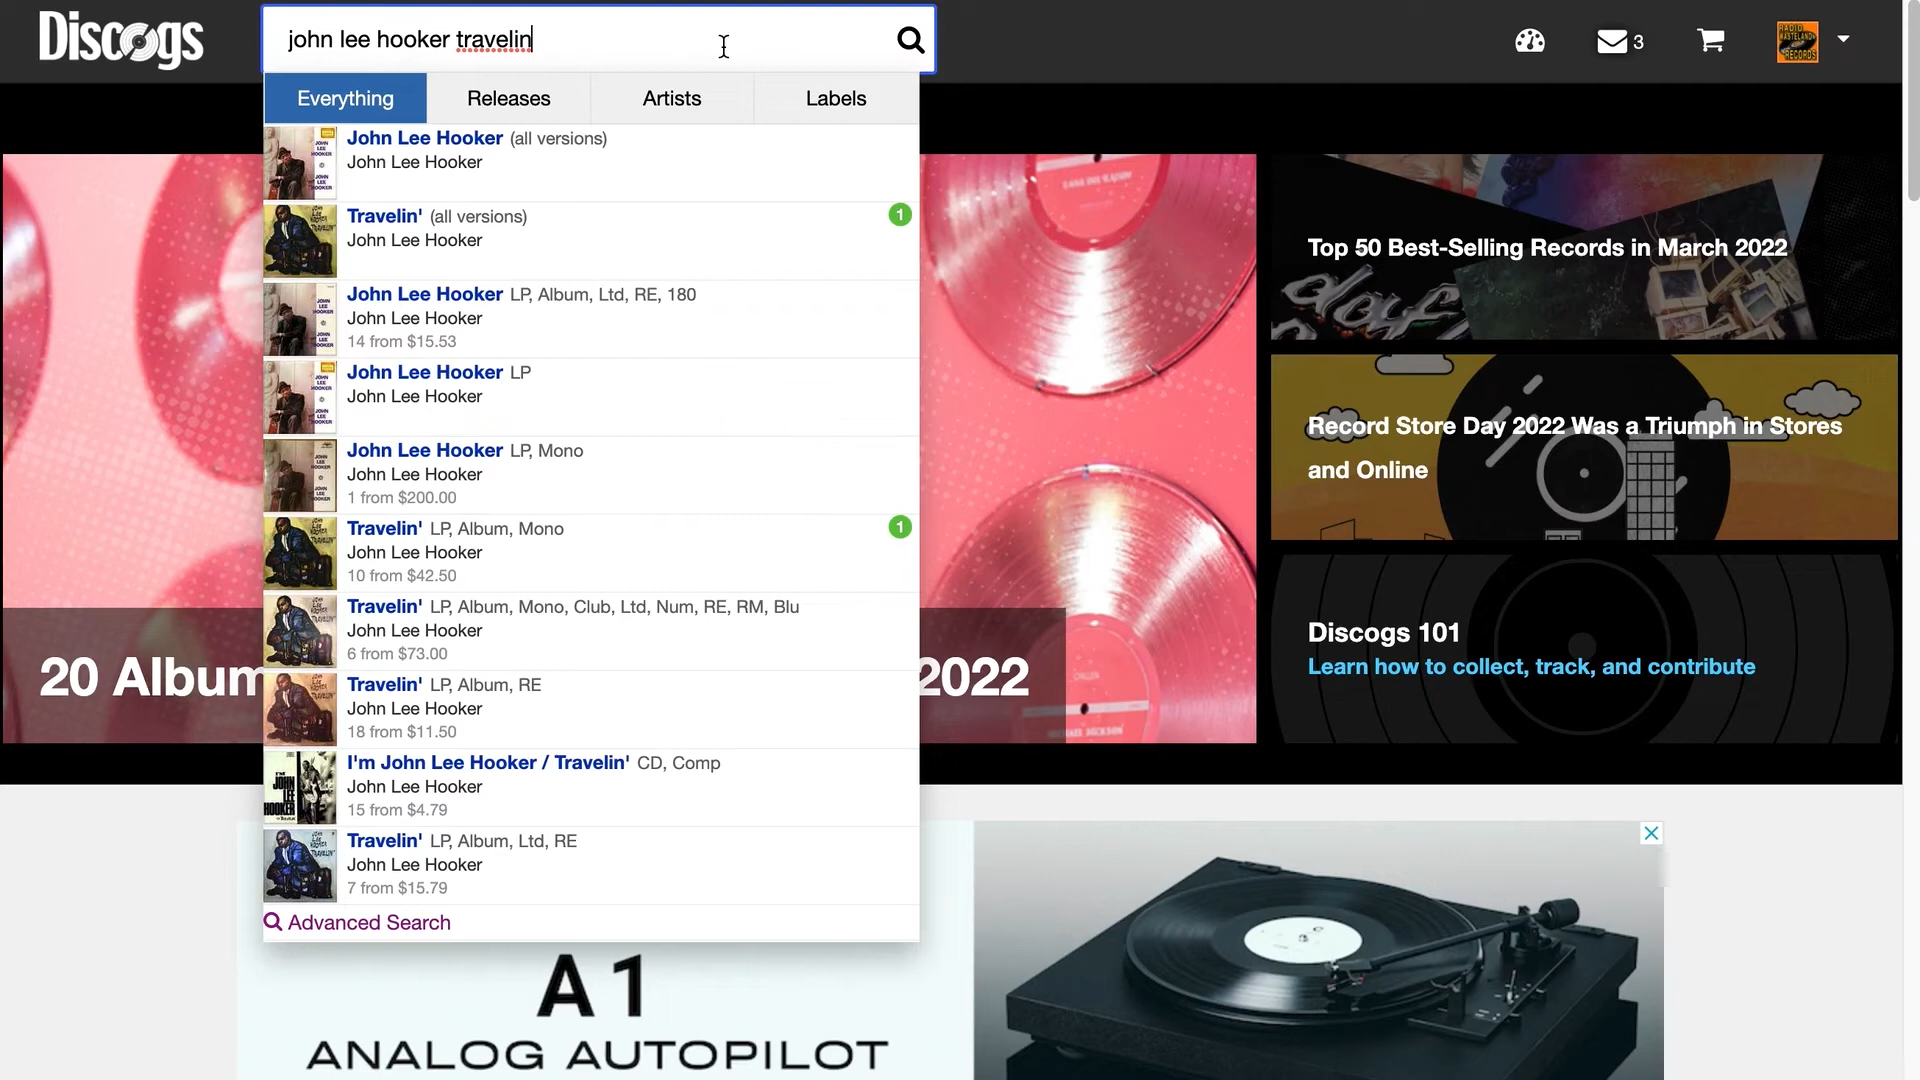 Discogs
john lee hooker travelin
3
RADIO
WASTELAND
RECORDS
Everything
Releases
Artists
Labels
John Lee Hooker (all versions)
John Lee Hooker
Travelin' (all versions)
John Lee Hooker
1
John Lee Hooker LP, Album, Ltd, RE, 180
John Lee Hooker
14 from $15.53
John Lee Hooker LP
John Lee Hooker
John Lee Hooker LP, Mono
John Lee Hooker
1 from $200.00
Travelin' LP, Album, Mono
John Lee Hooker
10 from $42.50
1
Travelin' LP, Album, Mono, Club, Ltd, Num, RE, RM, Blu
John Lee Hooker
6 from $73.00
Travelin' LP, Album, RE
John Lee Hooker
18 from $11.50
I'm John Lee Hooker / Travelin' CD, Comp
John Lee Hooker
15 from $4.79
Travelin' LP, Album, Ltd, RE
John Lee Hooker
7 from $15.79
Advanced Search
20 Album
2022
Top 50 Best-Selling Records in March 2022
Record Store Day 2022 Was a Triumph in Stores
and Online
Discogs 101
Learn how to collect, track, and contribute
A1
ANALOG AUTOPILOT